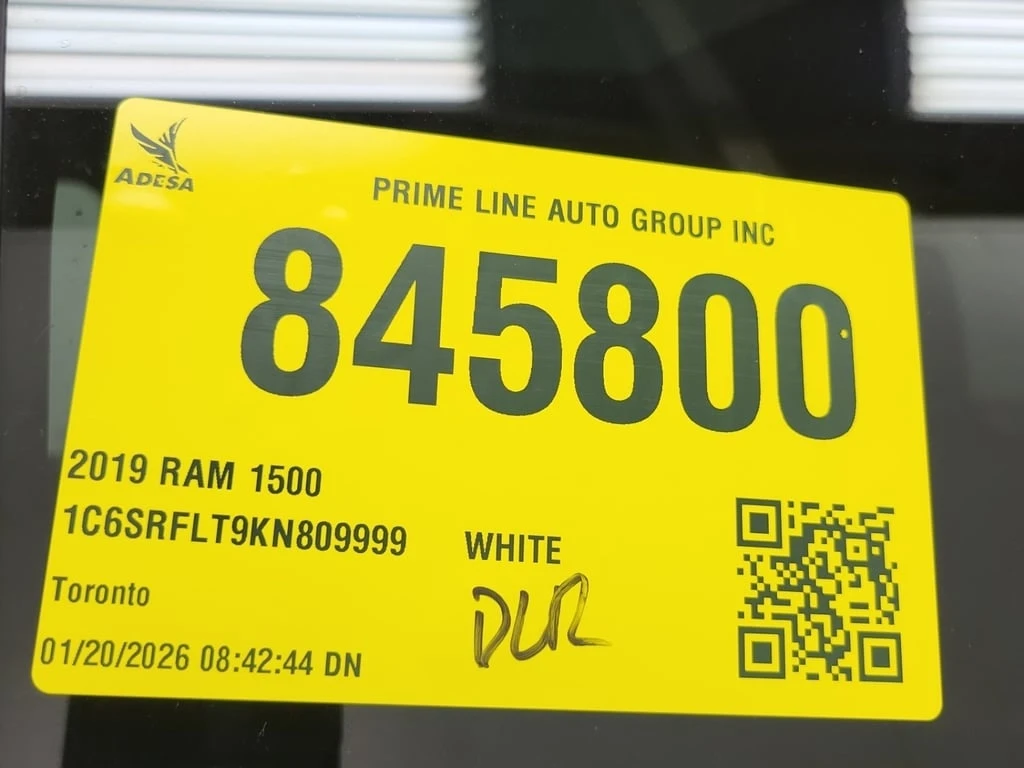 ADESA
PRIME LINE AUTO GROUP INC
845800
2019 RAM 1500
1C6SRFLT9KN809999
WHITE
DLR
Toronto
01/20/2026 08:42:44 DN